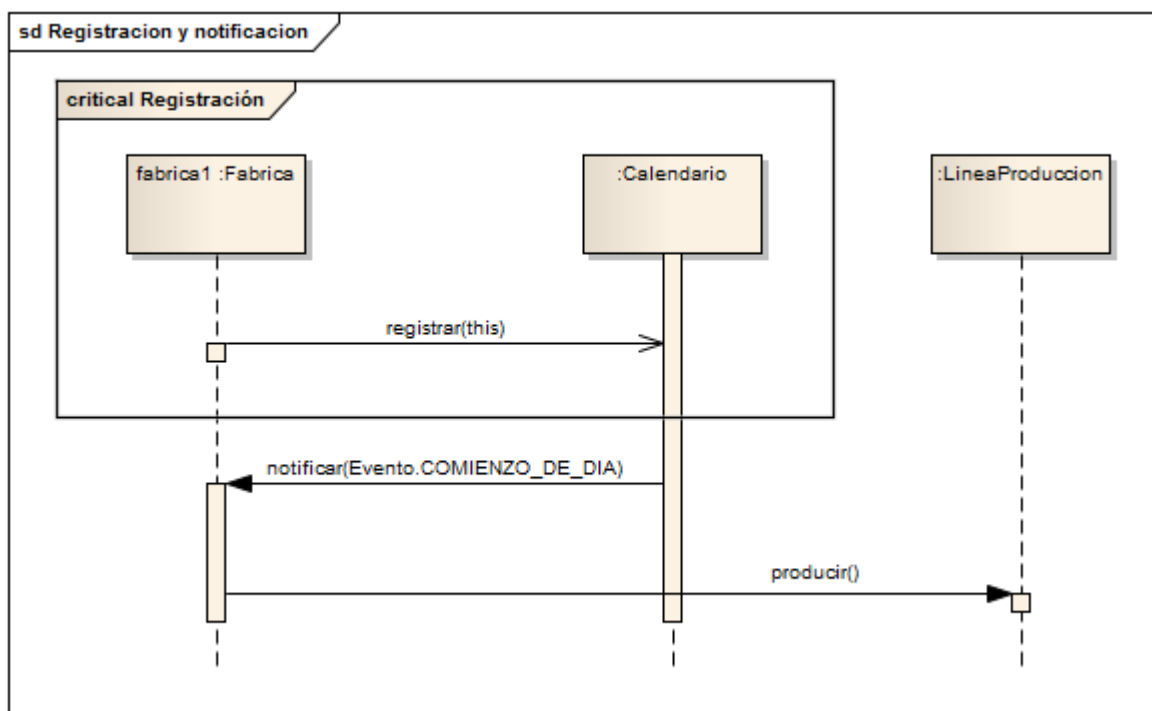 sd Registracion y notificacion
critical Registración
fabrica1 :Fabrica
:Calendario
:LineaProduccion
registrar(this)
notificar(Evento.COMIENZO_DE_DIA)
producir()